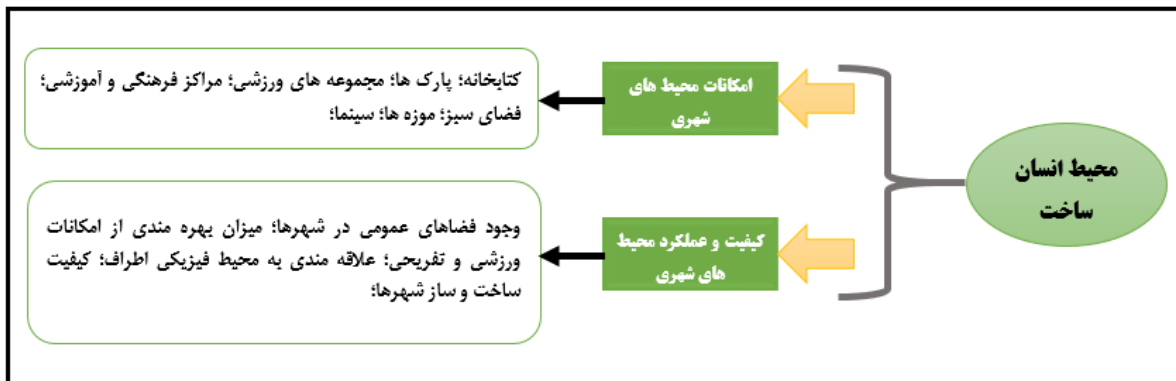 محیط انسان
ساخت
امکانات محیط های
شهری
کتابخانه؛ پارک ها؛ مجموعه های ورزشی؛ مراکز فرهنگی و آموزشی؛
فضای سبز؛ موزه ها؛ سینما؛
کیفیت و عملکرد محیط
های شهری
وجود فضاهای عمومی در شهرها؛ میزان بهره مندی از امکانات
ورزشی و تفریحی؛ علاقه مندی به محیط فیزیکی اطراف؛ کیفیت
ساخت و ساز شهرها؛